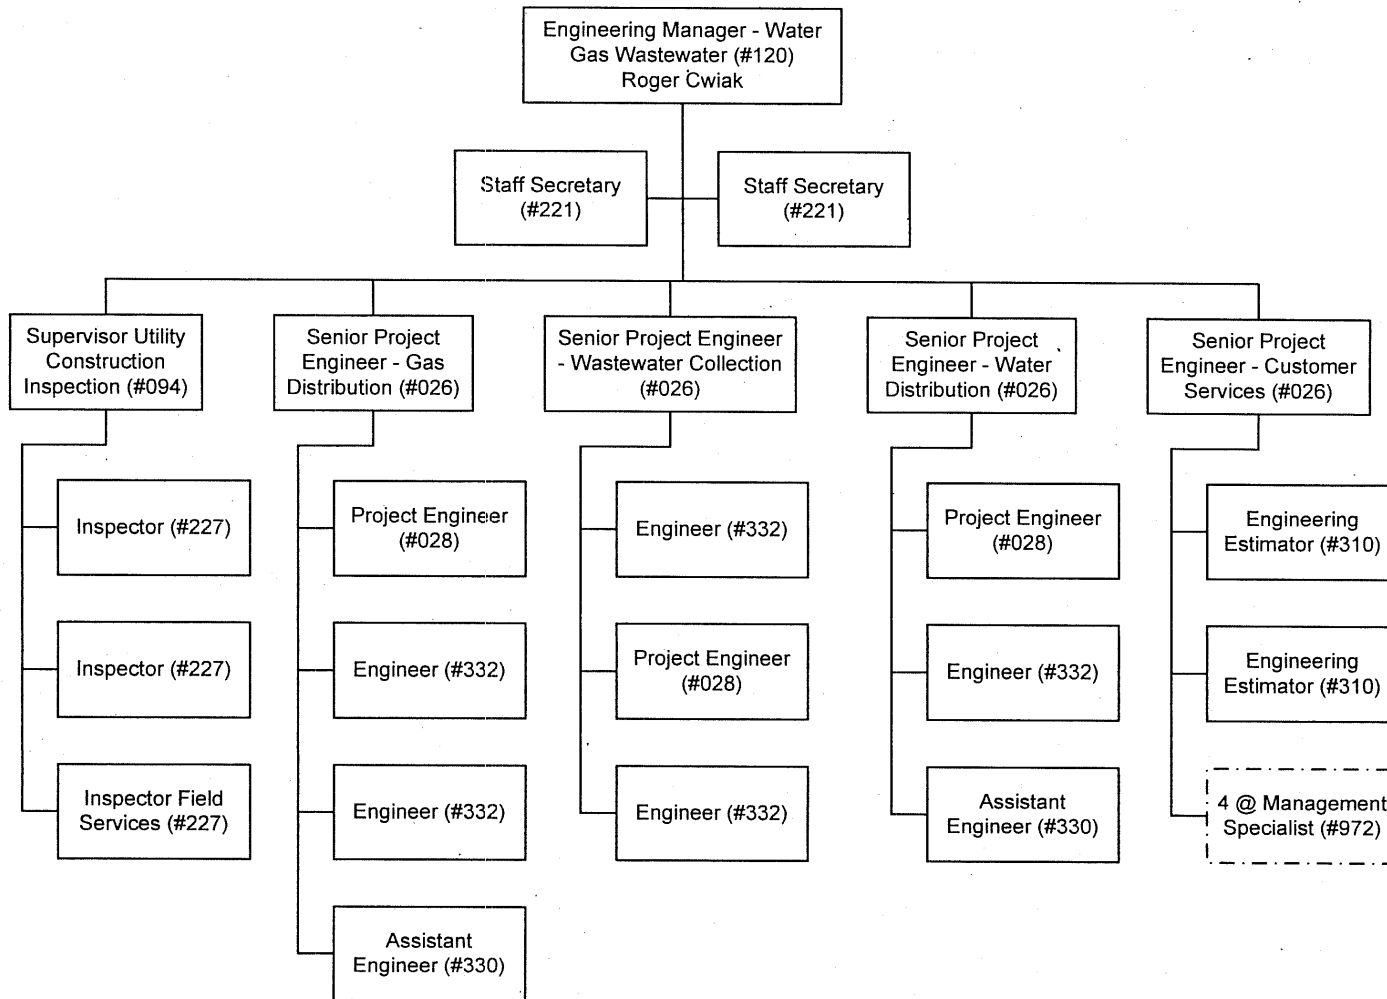 Engineering Manager - Water
Gas Wastewater (#120)
Roger Cwiak
Staff Secretary
(#221)
Staff Secretary
(#221)
Supervisor Utility
Construction
Inspection (#094)
Senior Project
Engineer - Gas
Distribution (#026)
Senior Project Engineer
- Wastewater Collection
(#026)
Senior Project
Engineer - Water
Distribution (#026)
Senior Project
Engineer - Customer
Services (#026)
Inspector (#227)
Inspector (#227)
Inspector Field
Services (#227)
Project Engineer
(#028)
Engineer (#332)
Engineer (#332)
Assistant
Engineer (#330)
Engineer (#332)
Project Engineer
(#028)
Engineer (#332)
Project Engineer
(#028)
Engineer (#332)
Assistant
Engineer (#330)
Engineering
Estimator (#310)
Engineering
Estimator (#310)
4 @ Management
Specialist (#972)